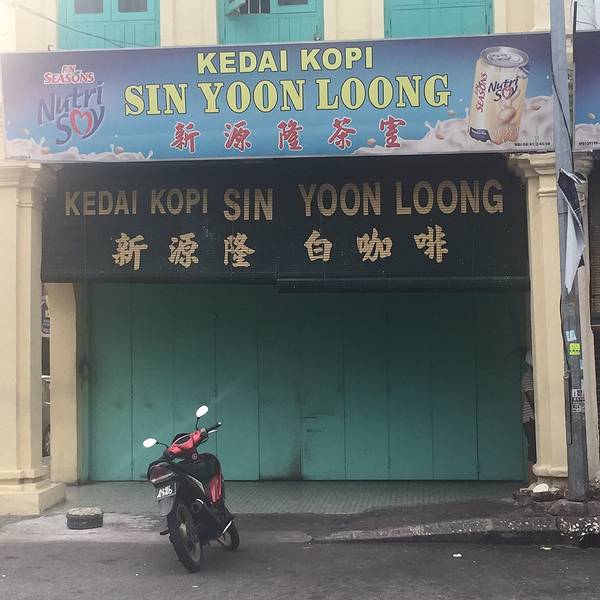 F&N
SEASONS
Nutri
Soy
KEDAI KOPI
SIN YOON LOONG
新源隆茶室
KEDAI KOPI SIN YOON LOONG
新源隆 白咖啡